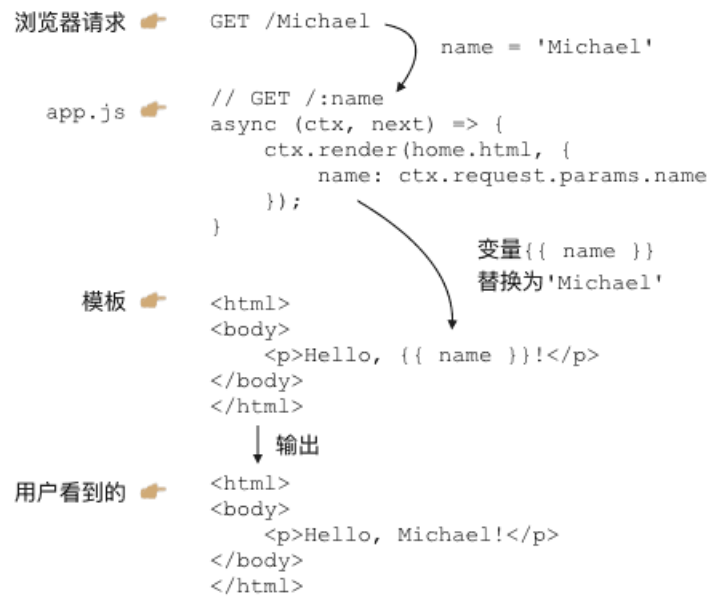 浏览器请求 GET /Michael
name = 'Michael'
// GET /:name
app.js async (ctx, next) => {
ctx.render(home.html, {
name: ctx.request.params.name
});
}
变量{{ name }}
替换为'Michael'
模板 <html>
<body>
<p>Hello, {{ name }}!</p>
</body>
</html>
输出
用户看到的 <html>
<body>
<p>Hello, Michael!</p>
</body>
</html>